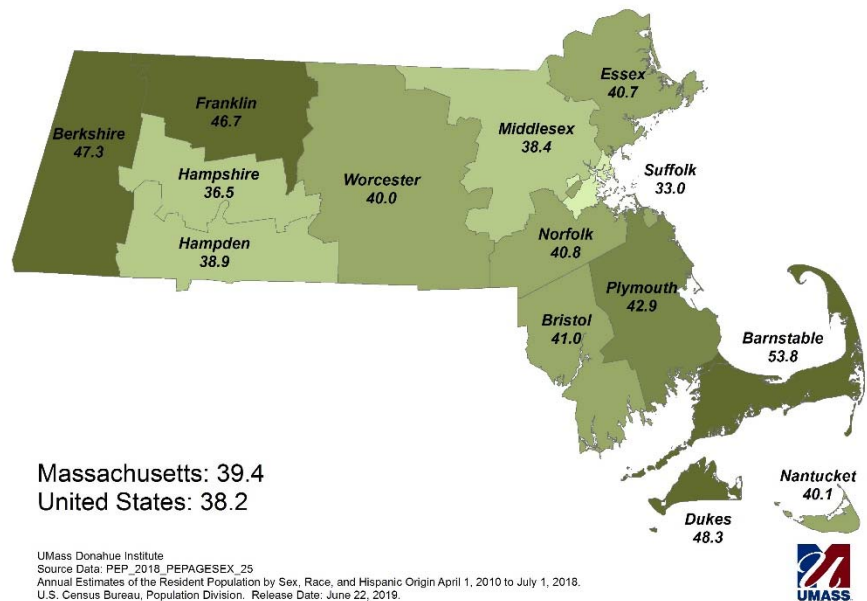 Essex
40.7
Franklin
46.7
Middlesex
38.4
Berkshire
47.3
Suffolk
33.0
Hampshire
36.5
Worcester
40.0
Hampden
38.9
Norfolk
40.8
Plymouth
42.9
Bristol
41.0
Barnstable
53.8
Massachusetts: 39.4
United States: 38.2
Nantucket
40.1
Dukes
48.3
UMass Donahue Institute
Source Data: PEP_2018_PEPAGESEX_25
Annual Estimates of the Resident Population by Sex, Race, and Hispanic Origin April 1, 2010 to July 1, 2018.
U.S. Census Bureau, Population Division.  Release Date: June 22, 2019.
UMASS